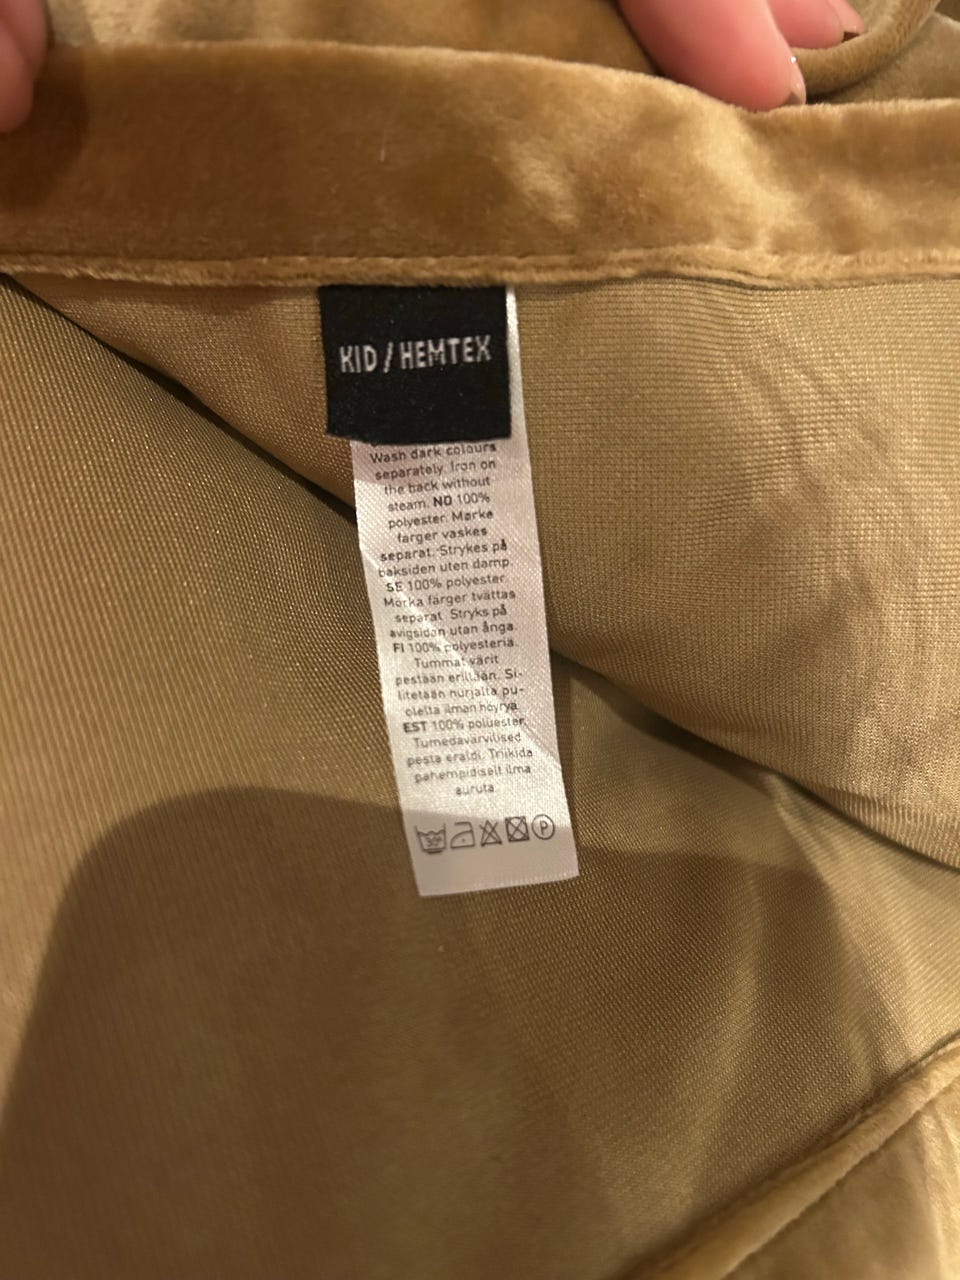 KID / HEMTEX
Wash dark colours
separately. Iron on
the back without
steam. NO 100%
polyester. Mørke
farger vaskes
separat. Strykes på
baksiden uten damp.
SE 100% polyester.
Mörka färger tvättas
separat. Stryks på
avigsidan utan ånga.
FI 100% polyesteria.
Tummat värit
pestään erillään. Si-
litetään nurjalta pu-
olelta ilman höyryä.
EST 100% polüester.
Tumedavärvilised
pesta eraldi. Triikida
pahempidiselt ilma
auruta
30° P